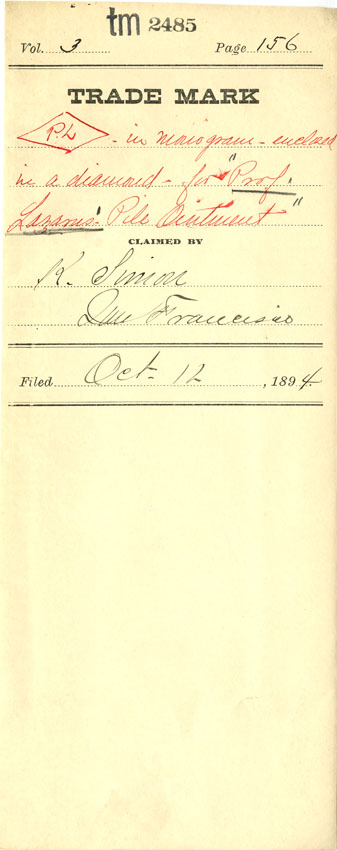 tm 2485
Vol. 3 Page 156
TRADE MARK
P.L. - in monogram - enclosed
in a diamond - for "Prof.
Lazarus' Pile Ointment"
CLAIMED BY
K. Simon
San Francisco
Filed Oct. 12, 1894.